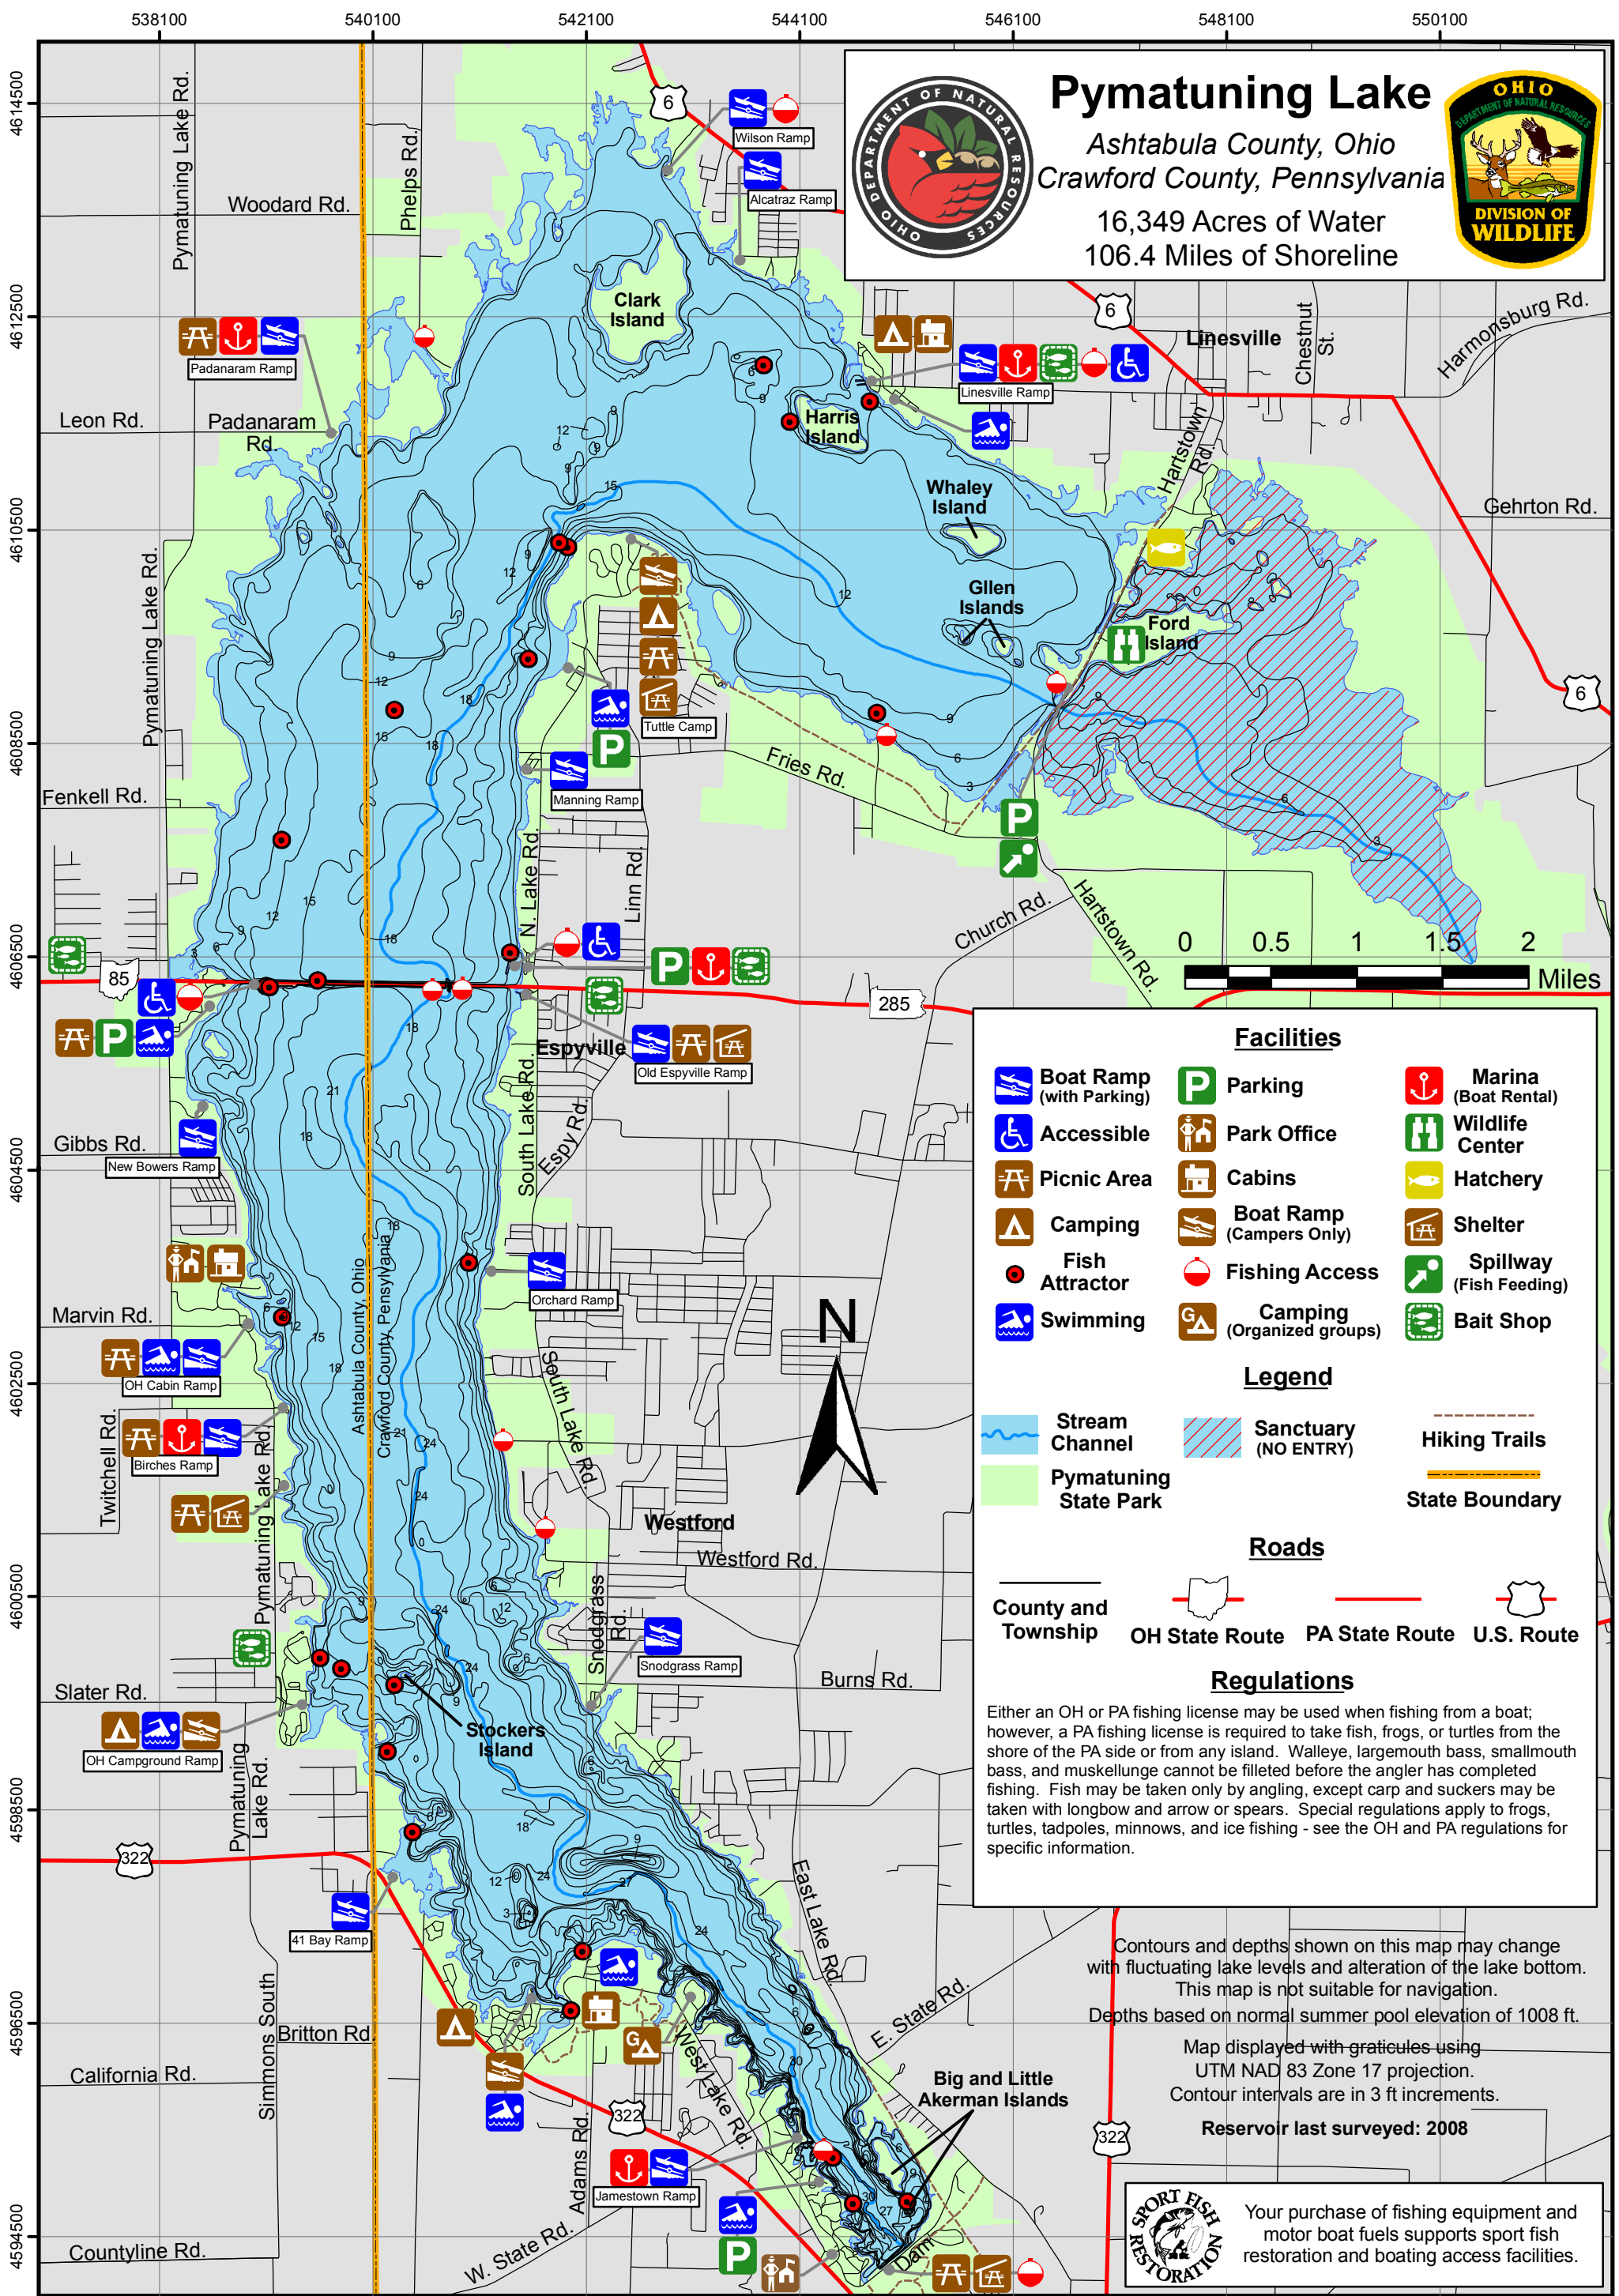 538100
540100
542100
544100
546100
548100
550100
4614500
4612500
4610500
4608500
4606500
4604500
4602500
4600500
4598500
4596500
4594500
OHIO DEPARTMENT OF NATURAL RESOURCES
Pymatuning Lake
Ashtabula County, Ohio
Crawford County, Pennsylvania
16,349 Acres of Water
106.4 Miles of Shoreline
OHIO
DEPARTMENT OF NATURAL RESOURCES
DIVISION OF
WILDLIFE
Pymatuning Lake Rd.
Phelps Rd.
Woodard Rd.
6
Wilson Ramp
Alcatraz Ramp
Clark
Island
6
Linesville
Chestnut
St.
Harmonsburg Rd.
Padanaram Ramp
Linesville Ramp
Leon Rd.
Padanaram
Rd.
Harris
Island
Hartstown
Rd.
Whaley
Island
Gehrton Rd.
Gllen
Islands
Ford
Island
Pymatuning Lake Rd.
Tuttle Camp
6
Fries Rd.
Manning Ramp
Fenkell Rd.
N. Lake Rd.
Linn Rd.
Church Rd.
Hartstown Rd.
0 0.5 1 1.5 2
Miles
85
285
P
P
P
P
Espyville
Old Espyville Ramp
South Lake Rd.
Espy Rd.
Gibbs Rd.
New Bowers Ramp
Ashtabula County, Ohio
Crawford County, Pensylvania
Orchard Ramp
Marvin Rd.
OH Cabin Ramp
N
South Lake Rd.
Twitchell Rd.
Birches Ramp
Pymatuning Lake Rd.
Westford
Westford Rd.
Snodgrass
Rd.
Snodgrass Ramp
Burns Rd.
Slater Rd.
OH Campground Ramp
Stockers
Island
Pymatuning
Lake Rd.
322
41 Bay Ramp
East Lake Rd.
E. State Rd.
Simmons South
Britton Rd.
California Rd.
G
West Lake Rd.
Big and Little
Akerman Islands
322
322
Adams Rd.
Jamestown Ramp
P
W. State Rd.
Countyline Rd.
Dam
Facilities
Boat Ramp
(with Parking)
P
Parking
Marina
(Boat Rental)
Accessible
Park Office
Wildlife
Center
Picnic Area
Cabins
Hatchery
Camping
Boat Ramp
(Campers Only)
Shelter
Fish
Attractor
Fishing Access
Spillway
(Fish Feeding)
Swimming
G
Camping
(Organized groups)
Bait Shop
Legend
Stream
Channel
Sanctuary
(NO ENTRY)
Hiking Trails
Pymatuning
State Park
State Boundary
Roads
County and
Township
OH State Route
PA State Route
U.S. Route
Regulations
Either an OH or PA fishing license may be used when fishing from a boat;
however, a PA fishing license is required to take fish, frogs, or turtles from the
shore of the PA side or from any island. Walleye, largemouth bass, smallmouth
bass, and muskellunge cannot be filleted before the angler has completed
fishing. Fish may be taken only by angling, except carp and suckers may be
taken with longbow and arrow or spears. Special regulations apply to frogs,
turtles, tadpoles, minnows, and ice fishing - see the OH and PA regulations for
specific information.
Contours and depths shown on this map may change
with fluctuating lake levels and alteration of the lake bottom.
This map is not suitable for navigation.
Depths based on normal summer pool elevation of 1008 ft.
Map displayed with graticules using
UTM NAD 83 Zone 17 projection.
Contour intervals are in 3 ft increments.
Reservoir last surveyed: 2008
SPORT FISH
RESTORATION
Your purchase of fishing equipment and
motor boat fuels supports sport fish
restoration and boating access facilities.